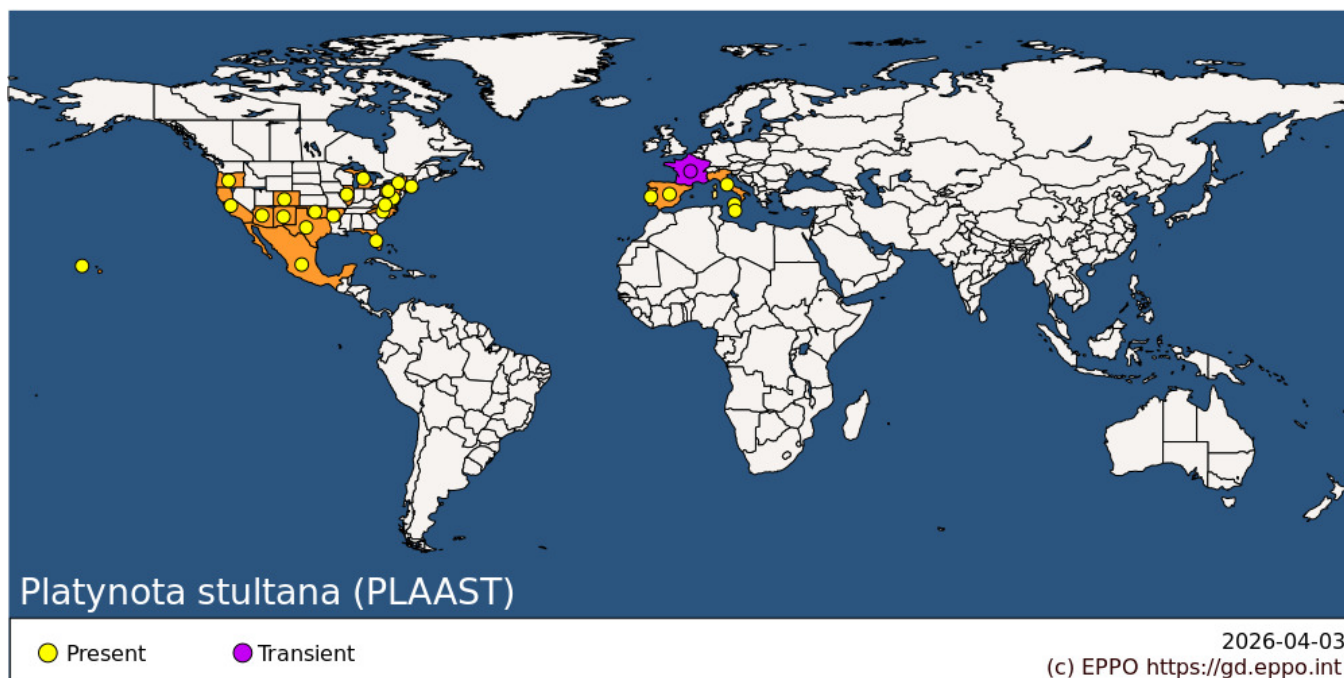 Platynota stultana (PLAAST)
Present
Transient
2026-04-03
(c) EPPO https://gd.eppo.int